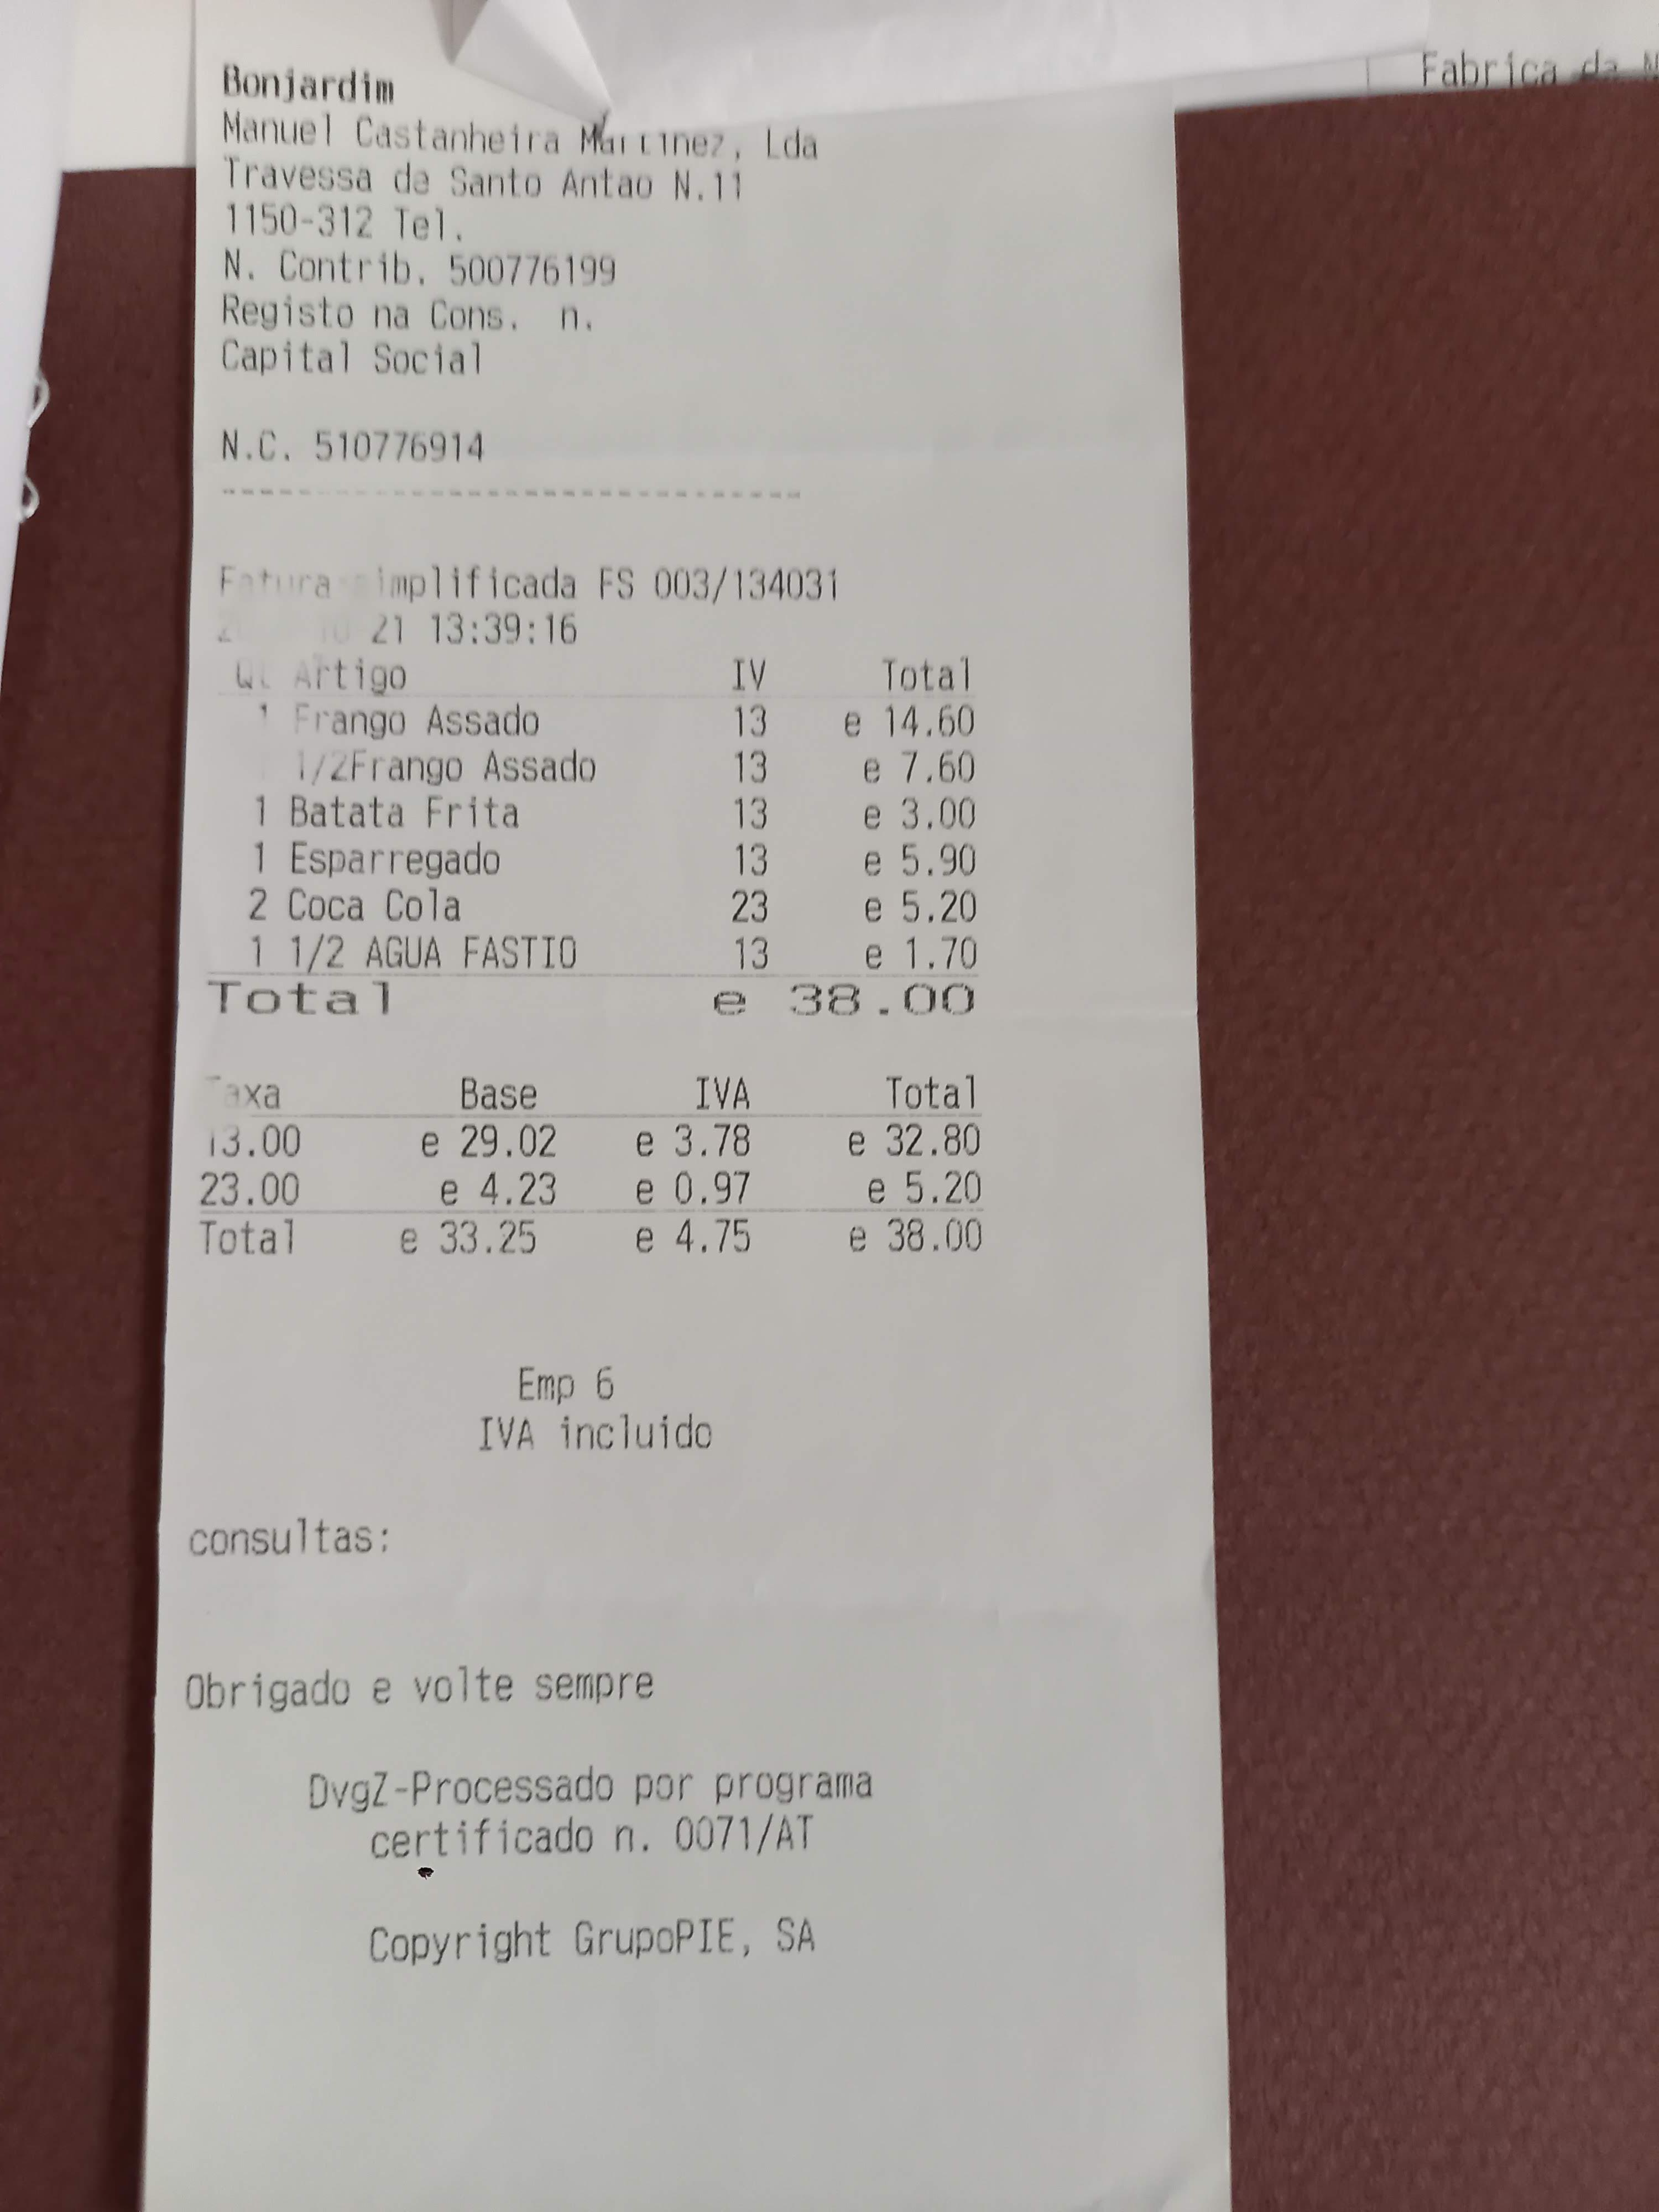 Bonjardim
Fabrica da
Manuel Castanheira Martinez, Lda
Travessa de Santo Antao N.11
1150-312 Tel.
N. Contrib. 500776199
Registo na Cons. n.
Capital Social
N.C. 510776914
--------------------------------
Fatura simplificada FS 003/134031
21 13:39:16
Qt Artigo IV Total
1 Frango Assado 13 e 14.60
1/2Frango Assado 13 e 7.60
1 Batata Frita 13 e 3.00
1 Esparregado 13 e 5.90
2 Coca Cola 23 e 5.20
1 1/2 AGUA FASTIO 13 e 1.70
Total e 38.00
Taxa Base IVA Total
13.00 e 29.02 e 3.78 e 32.80
23.00 e 4.23 e 0.97 e 5.20
Total e 33.25 e 4.75 e 38.00
Emp 6
IVA incluido
consultas:
Obrigado e volte sempre
DvgZ-Processado por programa
certificado n. 0071/AT
Copyright GrupoPIE, SA